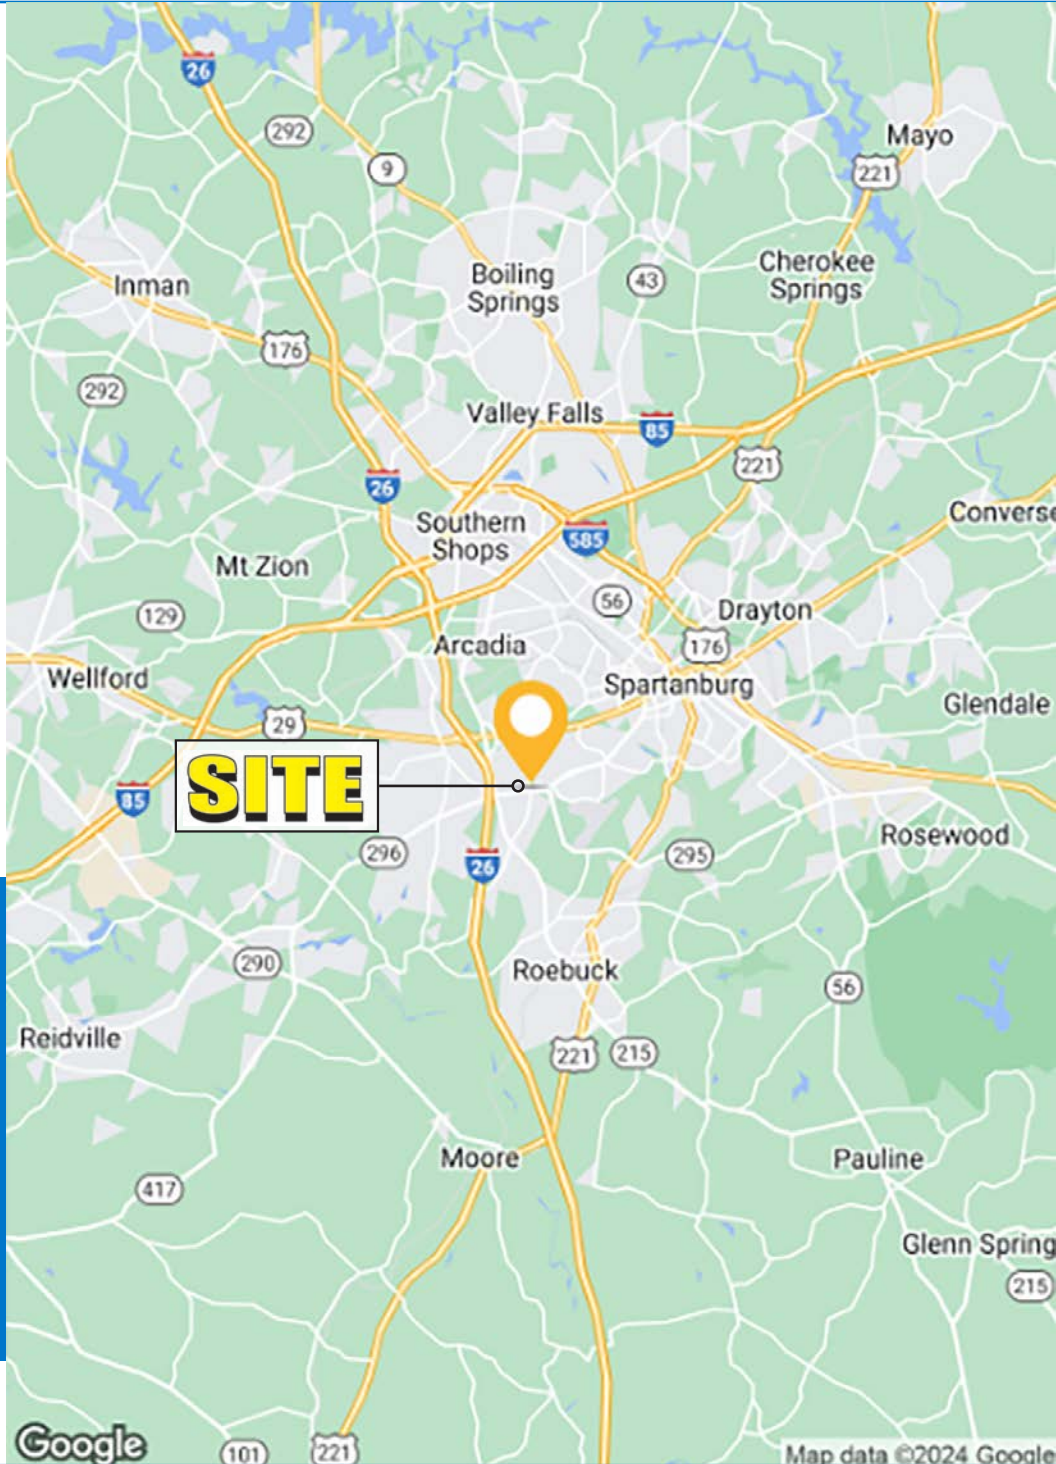 26
292
9
Mayo
221
Cherokee
Springs
Boiling
Springs
43
Inman
176
292
Valley Falls
85
221
26
Southern
Shops
585
Converse
Mt Zion
56
129
Drayton
Arcadia
176
Wellford
Spartanburg
Glendale
29
SITE
85
296
26
295
Rosewood
290
Roebuck
56
Reidville
221
215
Moore
Pauline
417
Glenn Spring
215
Google
101
221
Map data ©2024 Google